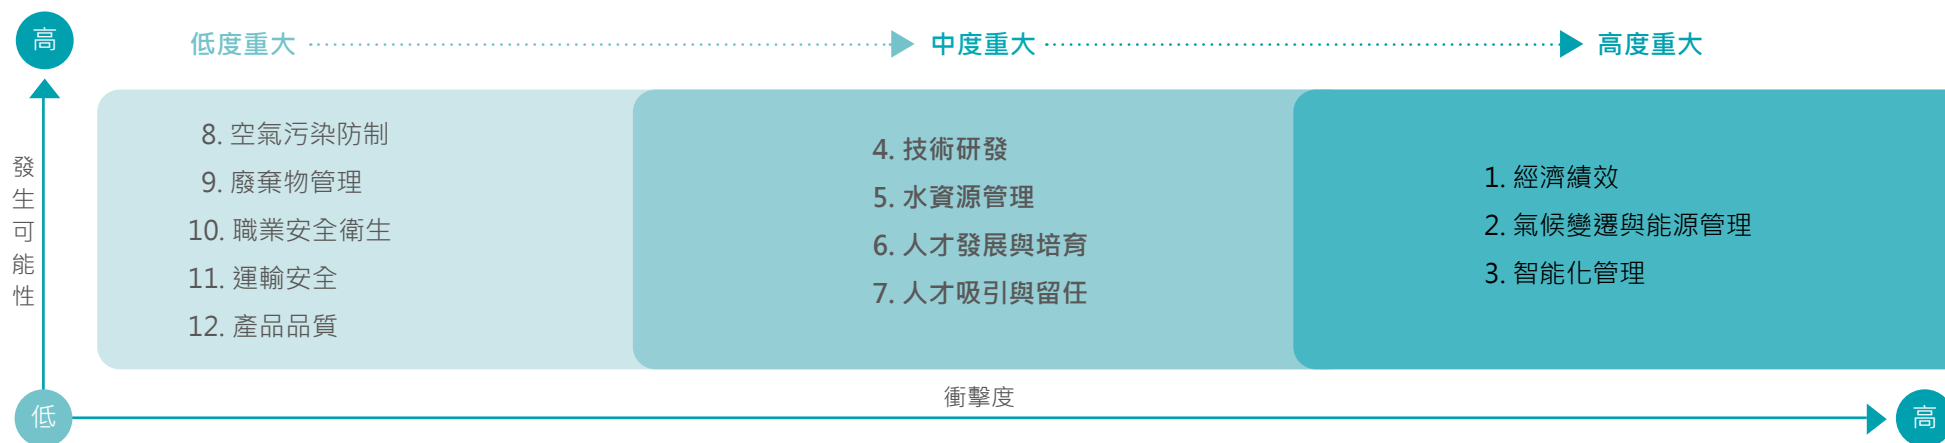 高
低度重大
中度重大
高度重大
發生可能性
8. 空氣污染防制
9. 廢棄物管理
10. 職業安全衛生
11. 運輸安全
12. 產品品質
4. 技術研發
5. 水資源管理
6. 人才發展與培育
7. 人才吸引與留任
1. 經濟績效
2. 氣候變遷與能源管理
3. 智能化管理
衝擊度
低
高